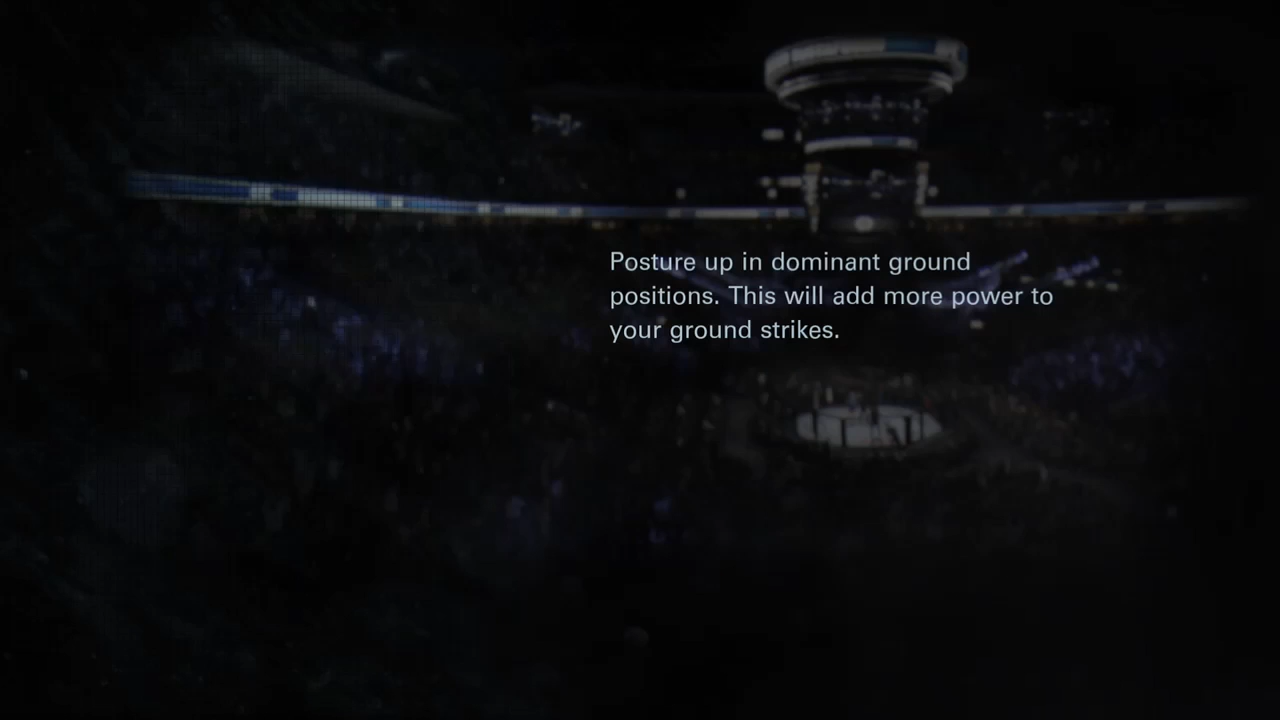 Posture up in dominant ground
positions. This will add more power to
your ground strikes.